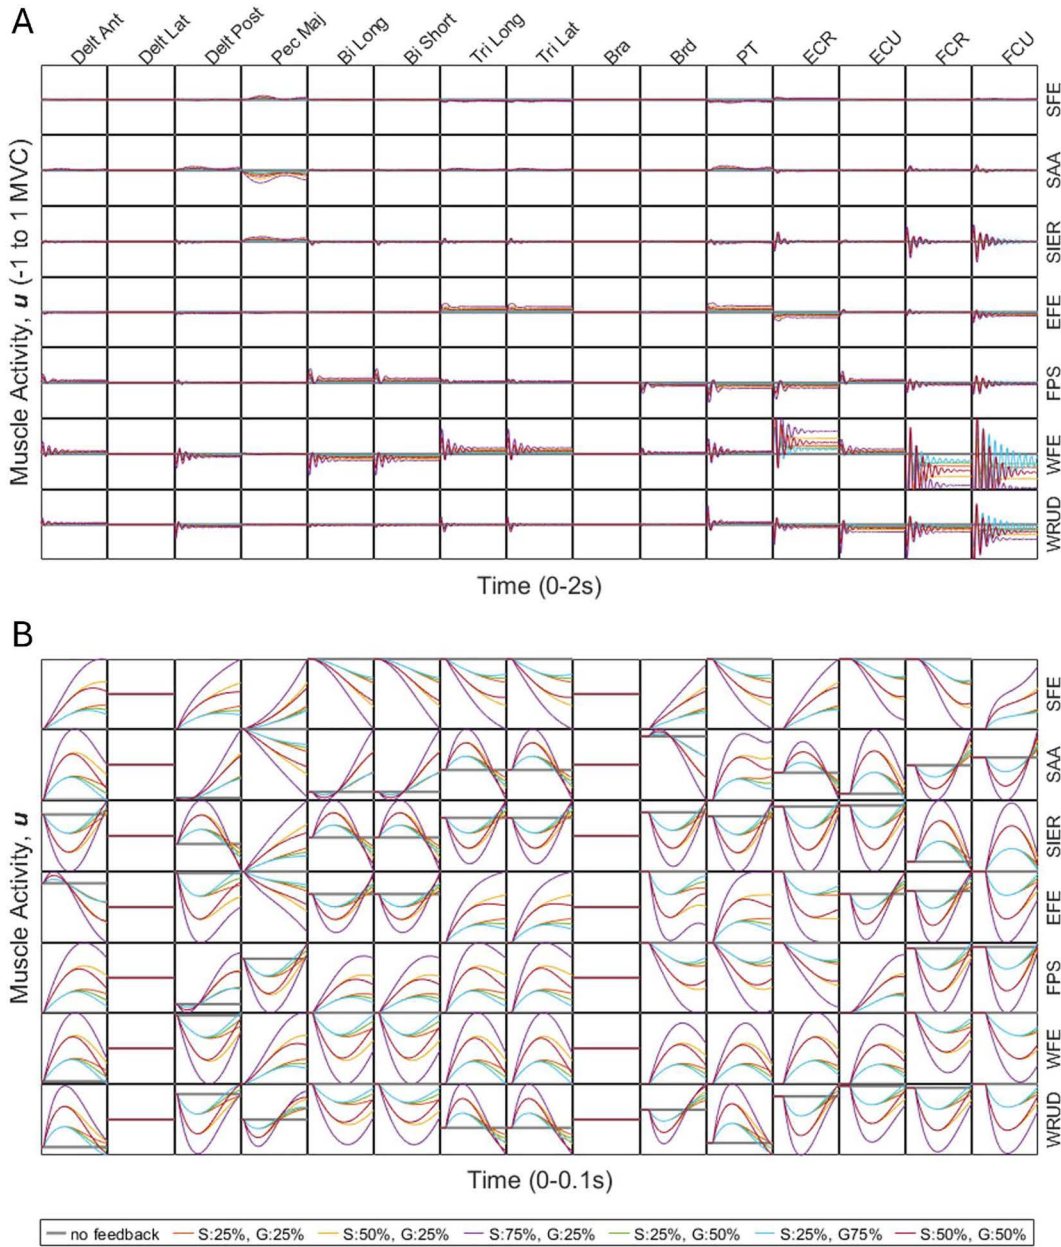 A
Delt Ant Delt Lat Delt Post Pec Maj Bi Long Bi Short Tri Long Tri Lat Bra Brd PT ECR ECU FCR FCU
Muscle Activity, u (-1 to 1 MVC)
SFE
SAA
SIER
EFE
FPS
WFE
WRUD
Time (0-2s)
B
Muscle Activity, u
SFE
SAA
SIER
EFE
FPS
WFE
WRUD
Time (0-0.1s)
no feedback S:25%, G:25% S:50%, G:25% S:75%, G:25% S:25%, G:50% S:25%, G75% S:50%, G:50%